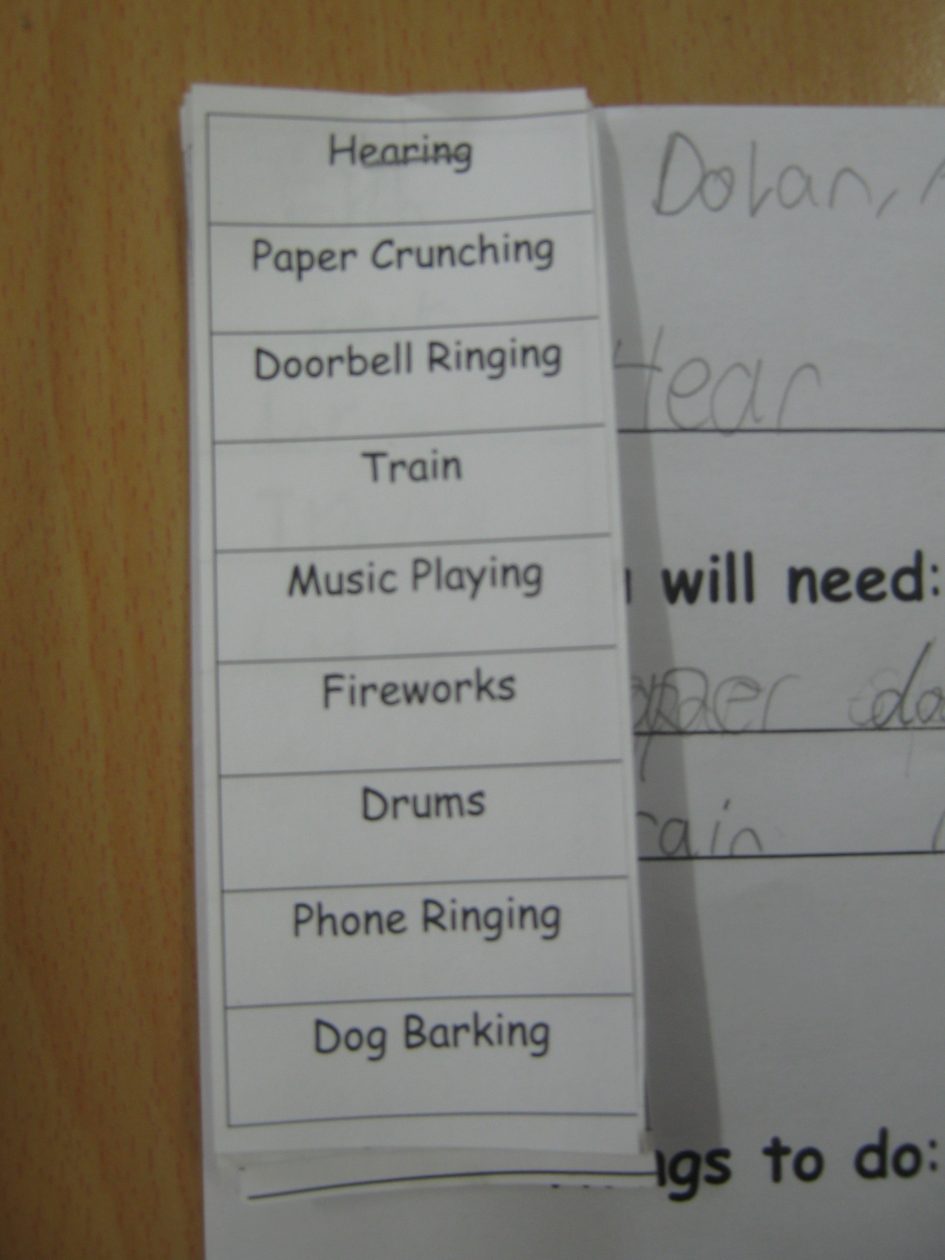 Hearing
Paper Crunching
Doorbell Ringing
Train
Music Playing
Fireworks
Drums
Phone Ringing
Dog Barking
Dolan,
Hear
will need:
to do: